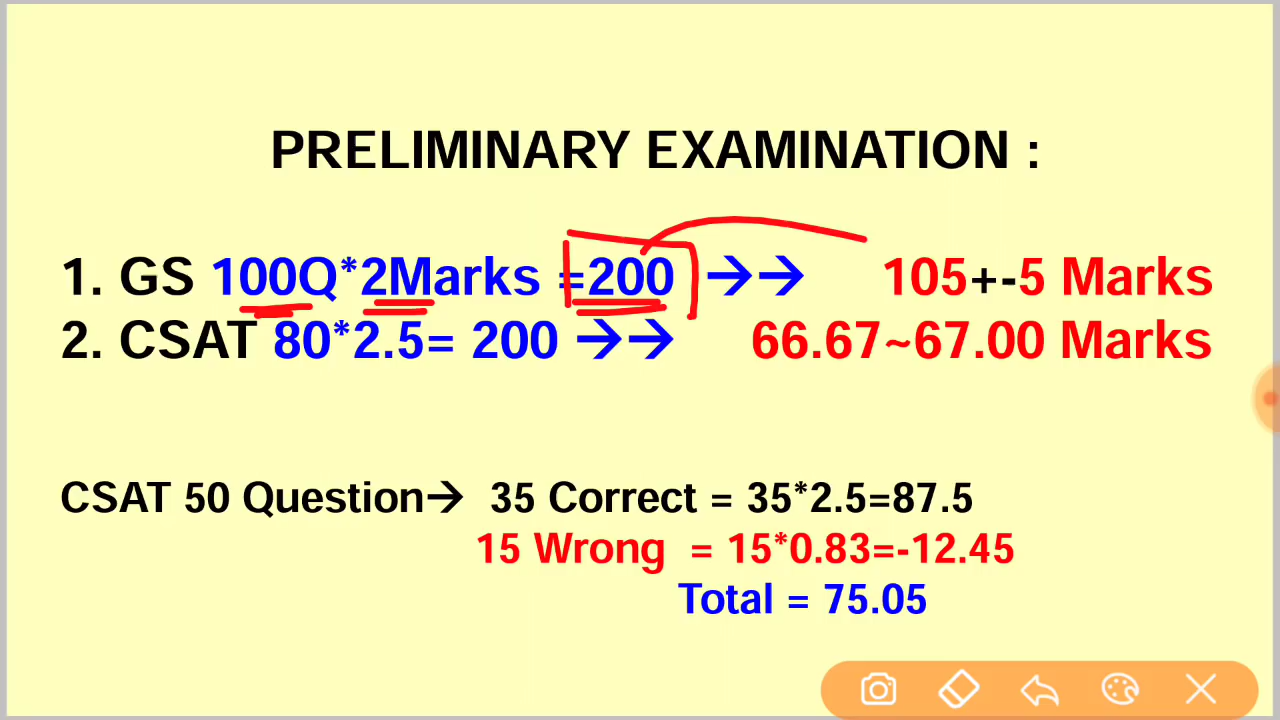 PRELIMINARY EXAMINATION :
1. GS 100Q*2Marks =200 →→ 105+-5 Marks
2. CSAT 80*2.5= 200 →→ 66.67~67.00 Marks
CSAT 50 Question→ 35 Correct = 35*2.5=87.5
15 Wrong = 15*0.83=-12.45
Total = 75.05